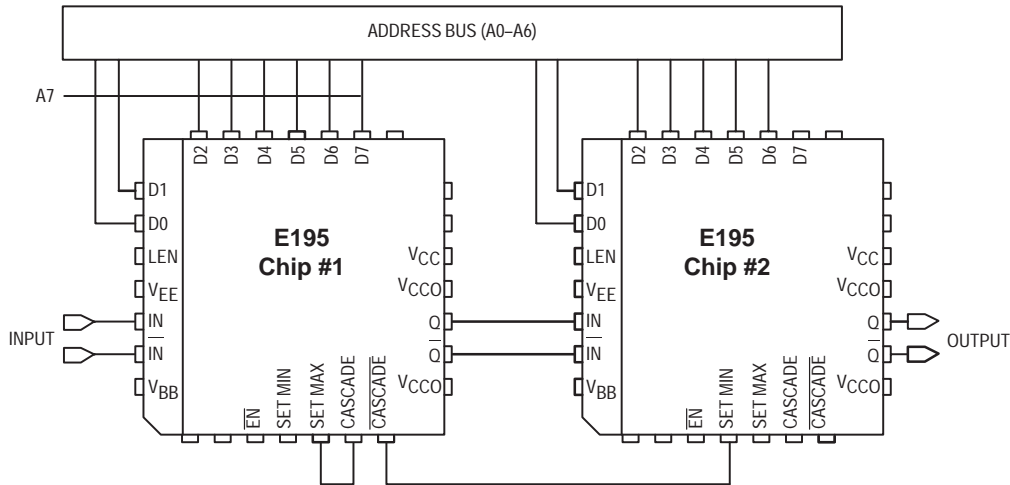 ADDRESS BUS (A0–A6)
A7
D2 D3 D4 D5 D6 D7
D1
D0
LEN
VEE
IN
IN
VBB
E195
Chip #1
VCC
VCCO
Q
Q
VCCO
EN
SET MIN
SET MAX
CASCADE
CASCADE
INPUT
D2 D3 D4 D5 D6 D7
D1
D0
LEN
VEE
IN
IN
VBB
E195
Chip #2
VCC
VCCO
Q
Q
VCCO
EN
SET MIN
SET MAX
CASCADE
CASCADE
OUTPUT